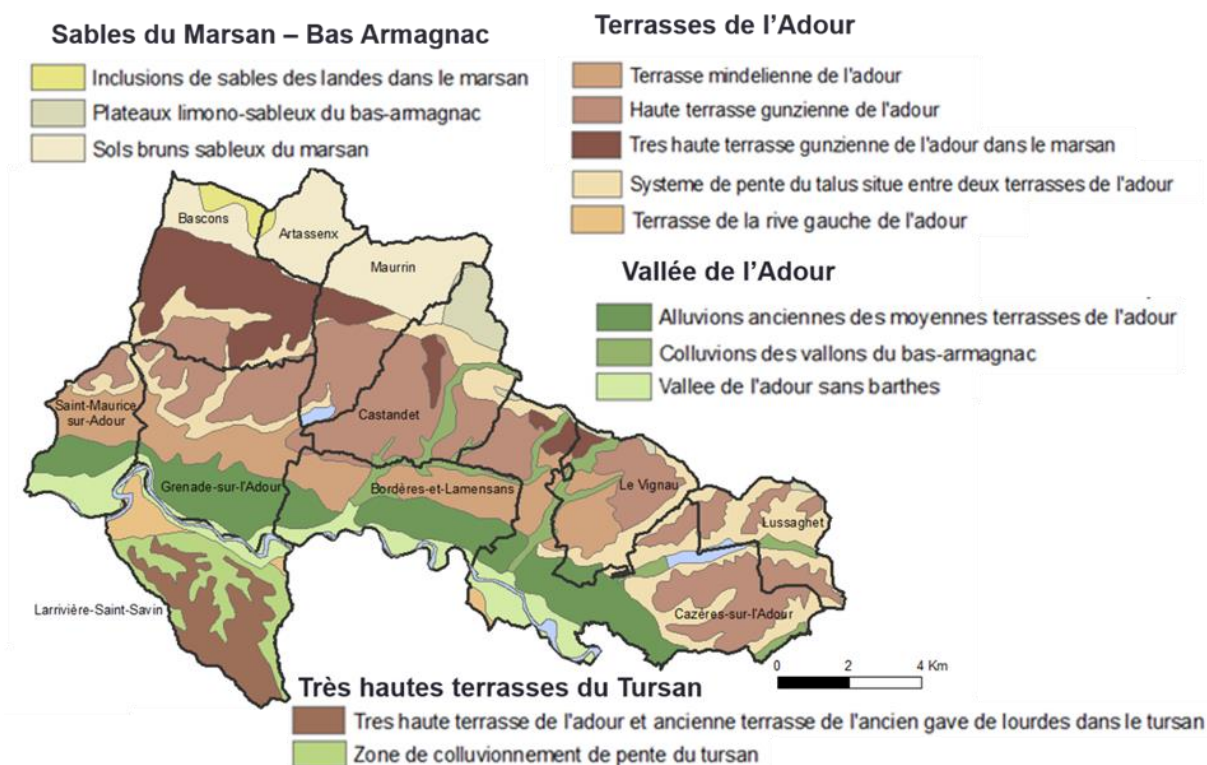 Sables du Marsan – Bas Armagnac
Inclusions de sables des landes dans le marsan
Plateaux limono-sableux du bas-armagnac
Sols bruns sableux du marsan
Terrasses de l'Adour
Terrasse mindelienne de l'adour
Haute terrasse gunzienne de l'adour
Tres haute terrasse gunzienne de l'adour dans le marsan
Systeme de pente du talus situe entre deux terrasses de l'adour
Terrasse de la rive gauche de l'adour
Vallée de l'Adour
Alluvions anciennes des moyennes terrasses de l'adour
Colluvions des vallons du bas-armagnac
Vallee de l'adour sans barthes
Bascons
Artassenx
Maurrin
Saint-Maurice
sur-Adour
Castandet
Grenade-sur-l'Adour
Bordères-et-Lamensans
Le Vignau
Lussagnet
Cazères-sur-l'Adour
Larrivière-Saint-Savin
0 2 4 Km
Très hautes terrasses du Tursan
Tres haute terrasse de l'adour et ancienne terrasse de l'ancien gave de lourdes dans le tursan
Zone de colluvionnement de pente du tursan